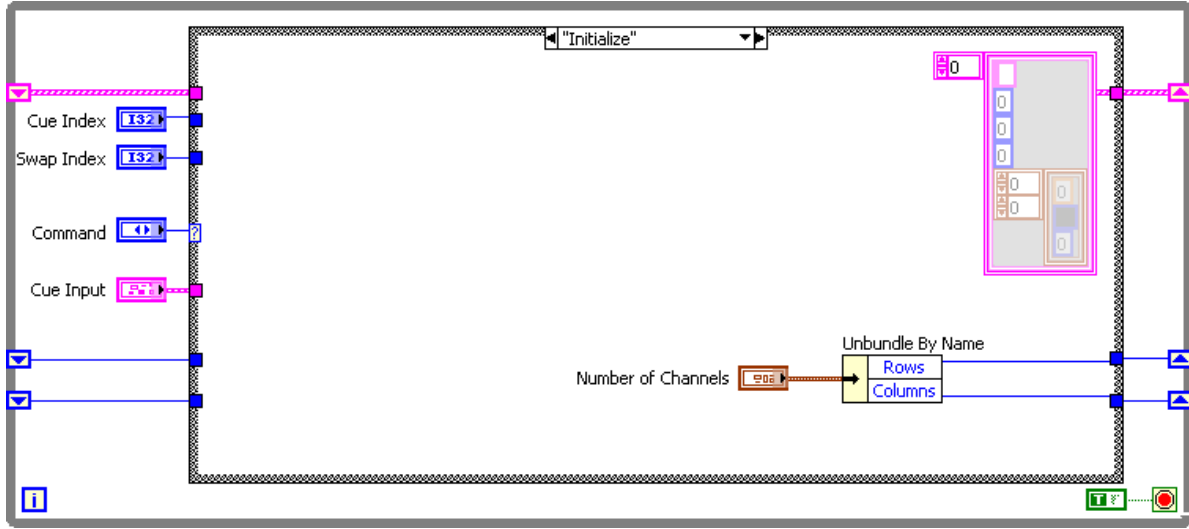 "Initialize"
0
Cue Index I32
0
Swap Index I32
0
0
0
0
0
Command
?
0
Cue Input
Unbundle By Name
Rows
Number of Channels
Columns
i
T F